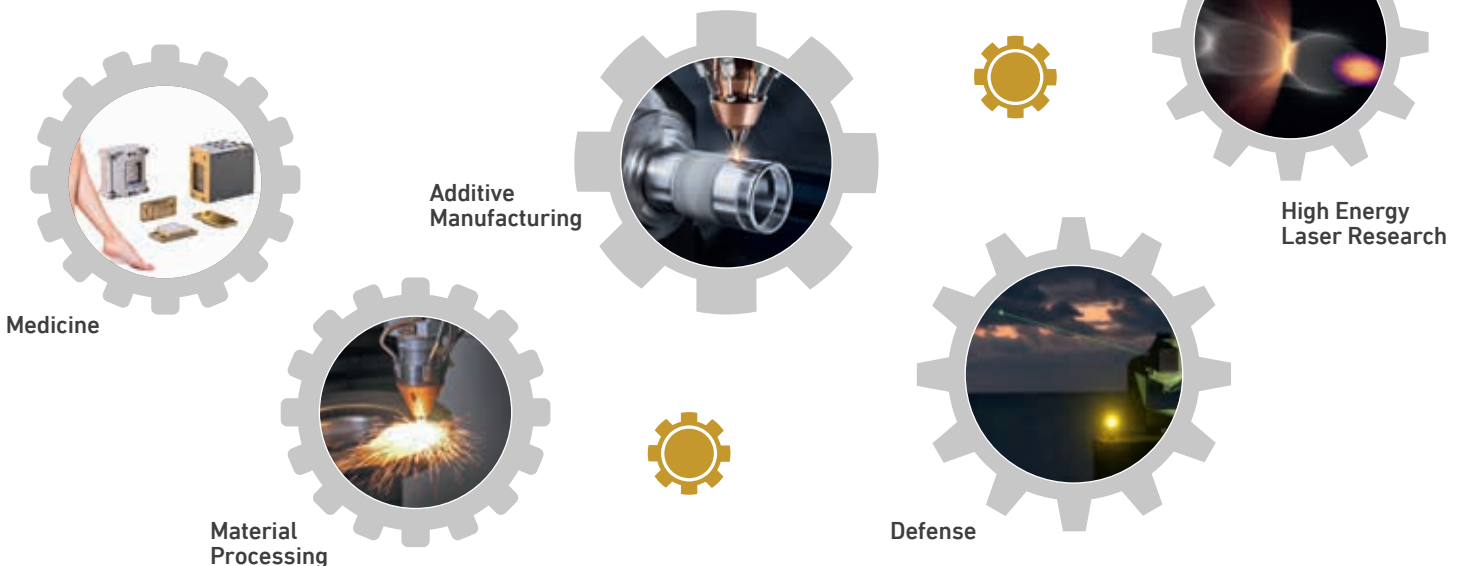 Medicine
Additive
Manufacturing
Material
Processing
High Energy
Laser Research
Defense